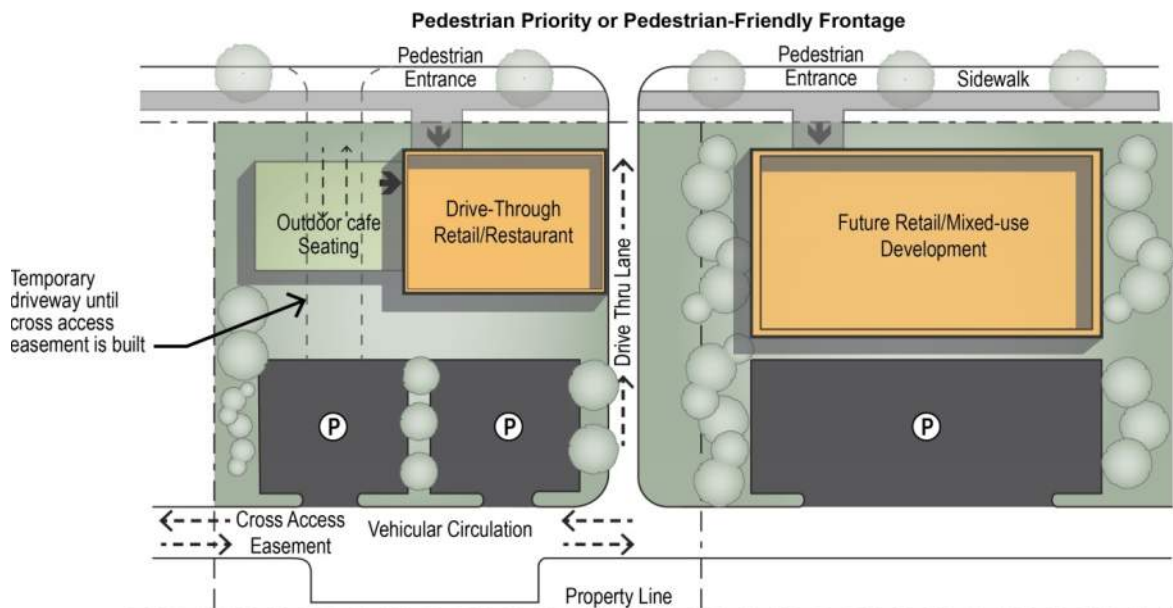 Pedestrian Priority or Pedestrian-Friendly Frontage
Pedestrian
Entrance
Pedestrian
Entrance
Sidewalk
Outdoor cafe
Seating
Drive-Through
Retail/Restaurant
Drive Thru Lane
Future Retail/Mixed-use
Development
Temporary
driveway until
cross access
easement is built
P
P
P
Cross Access
Easement
Vehicular Circulation
Property Line